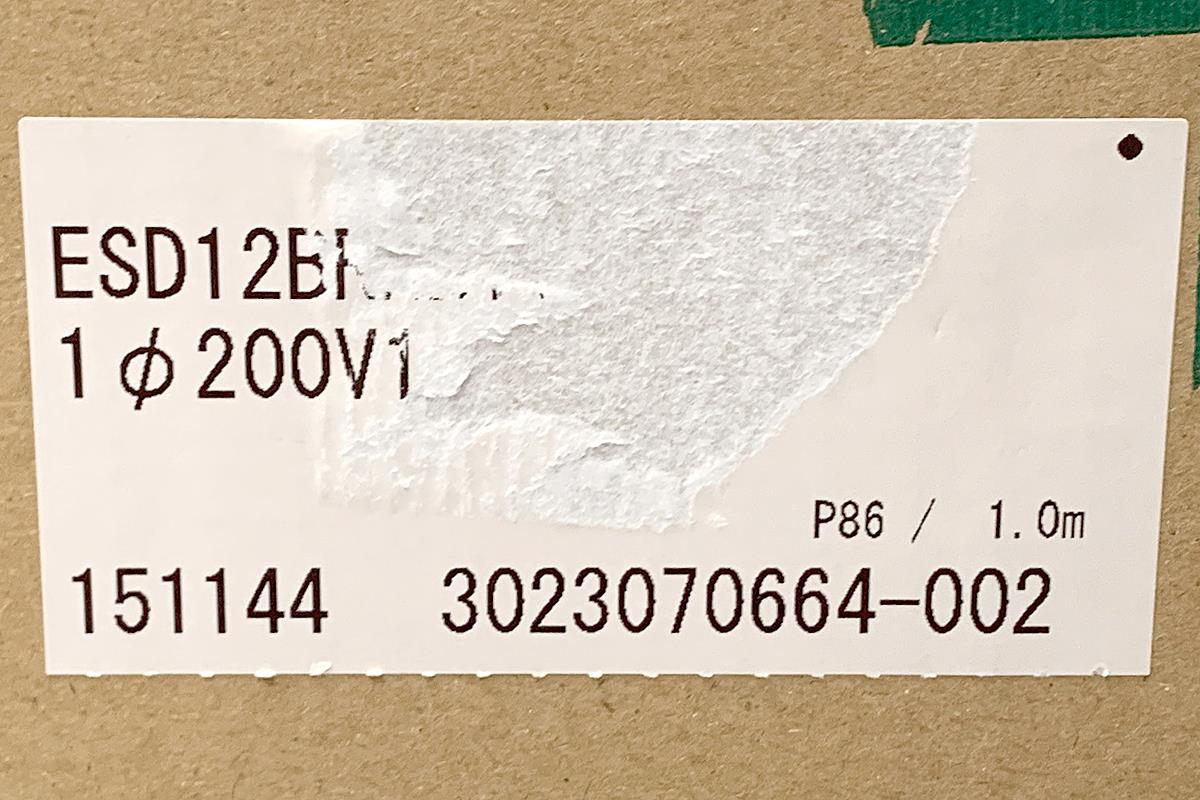 ESD12B
1φ200V1
P86 / 1.0m
151144 3023070664-002